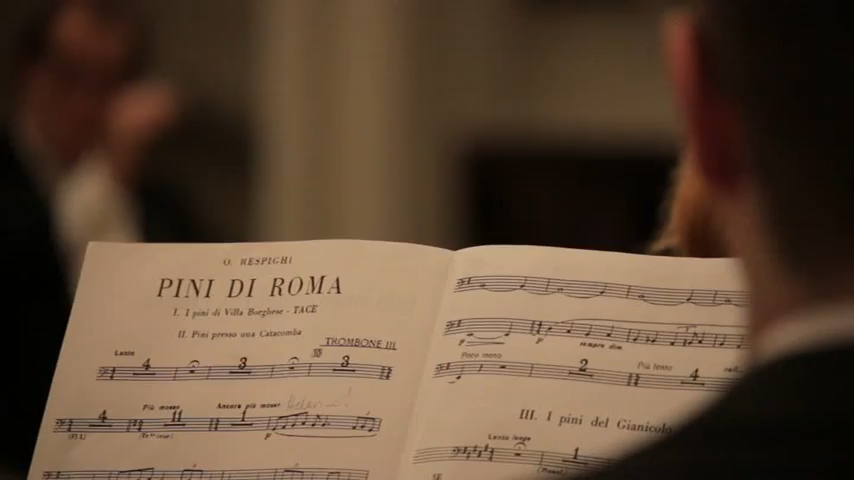 O. RESPIGHI
PINI DI ROMA
I. I pini di Villa Borghese - TACE
II. Pini presso una Catacomba
TROMBONE III
Lento
4 3 3
Più mosso Ancora più mosso
4 11 1
p
p p sempre dim.
Poco meno Più lento
2 4
III. I pini del Gianicolo
Lento
1